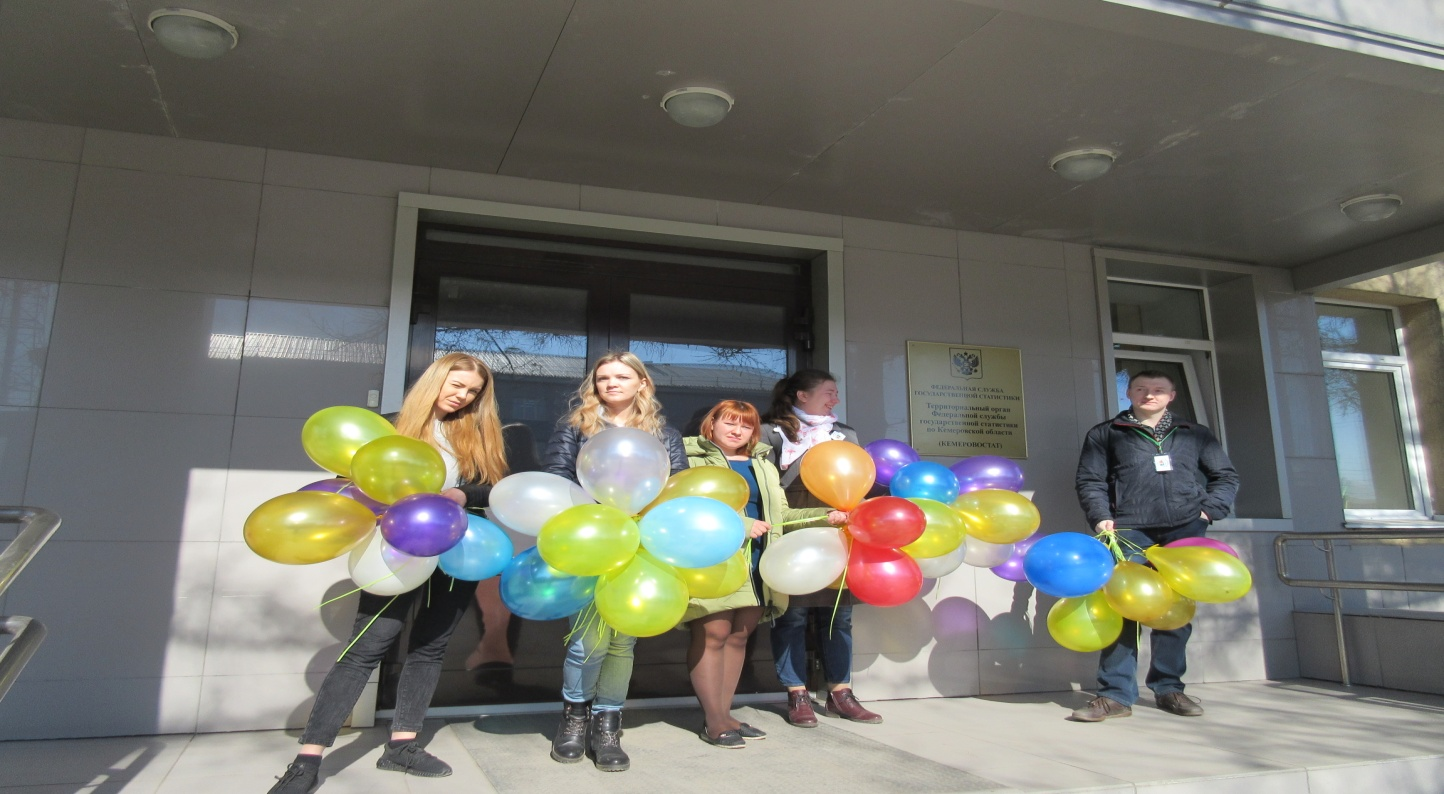 ФЕДЕРАЛЬНАЯ СЛУЖБА
ГОСУДАРСТВЕННОЙ СТАТИСТИКИ
Территориальный орган
Федеральной службы
государственной статистики
по Кемеровской области
(КЕМЕРОВОСТАТ)